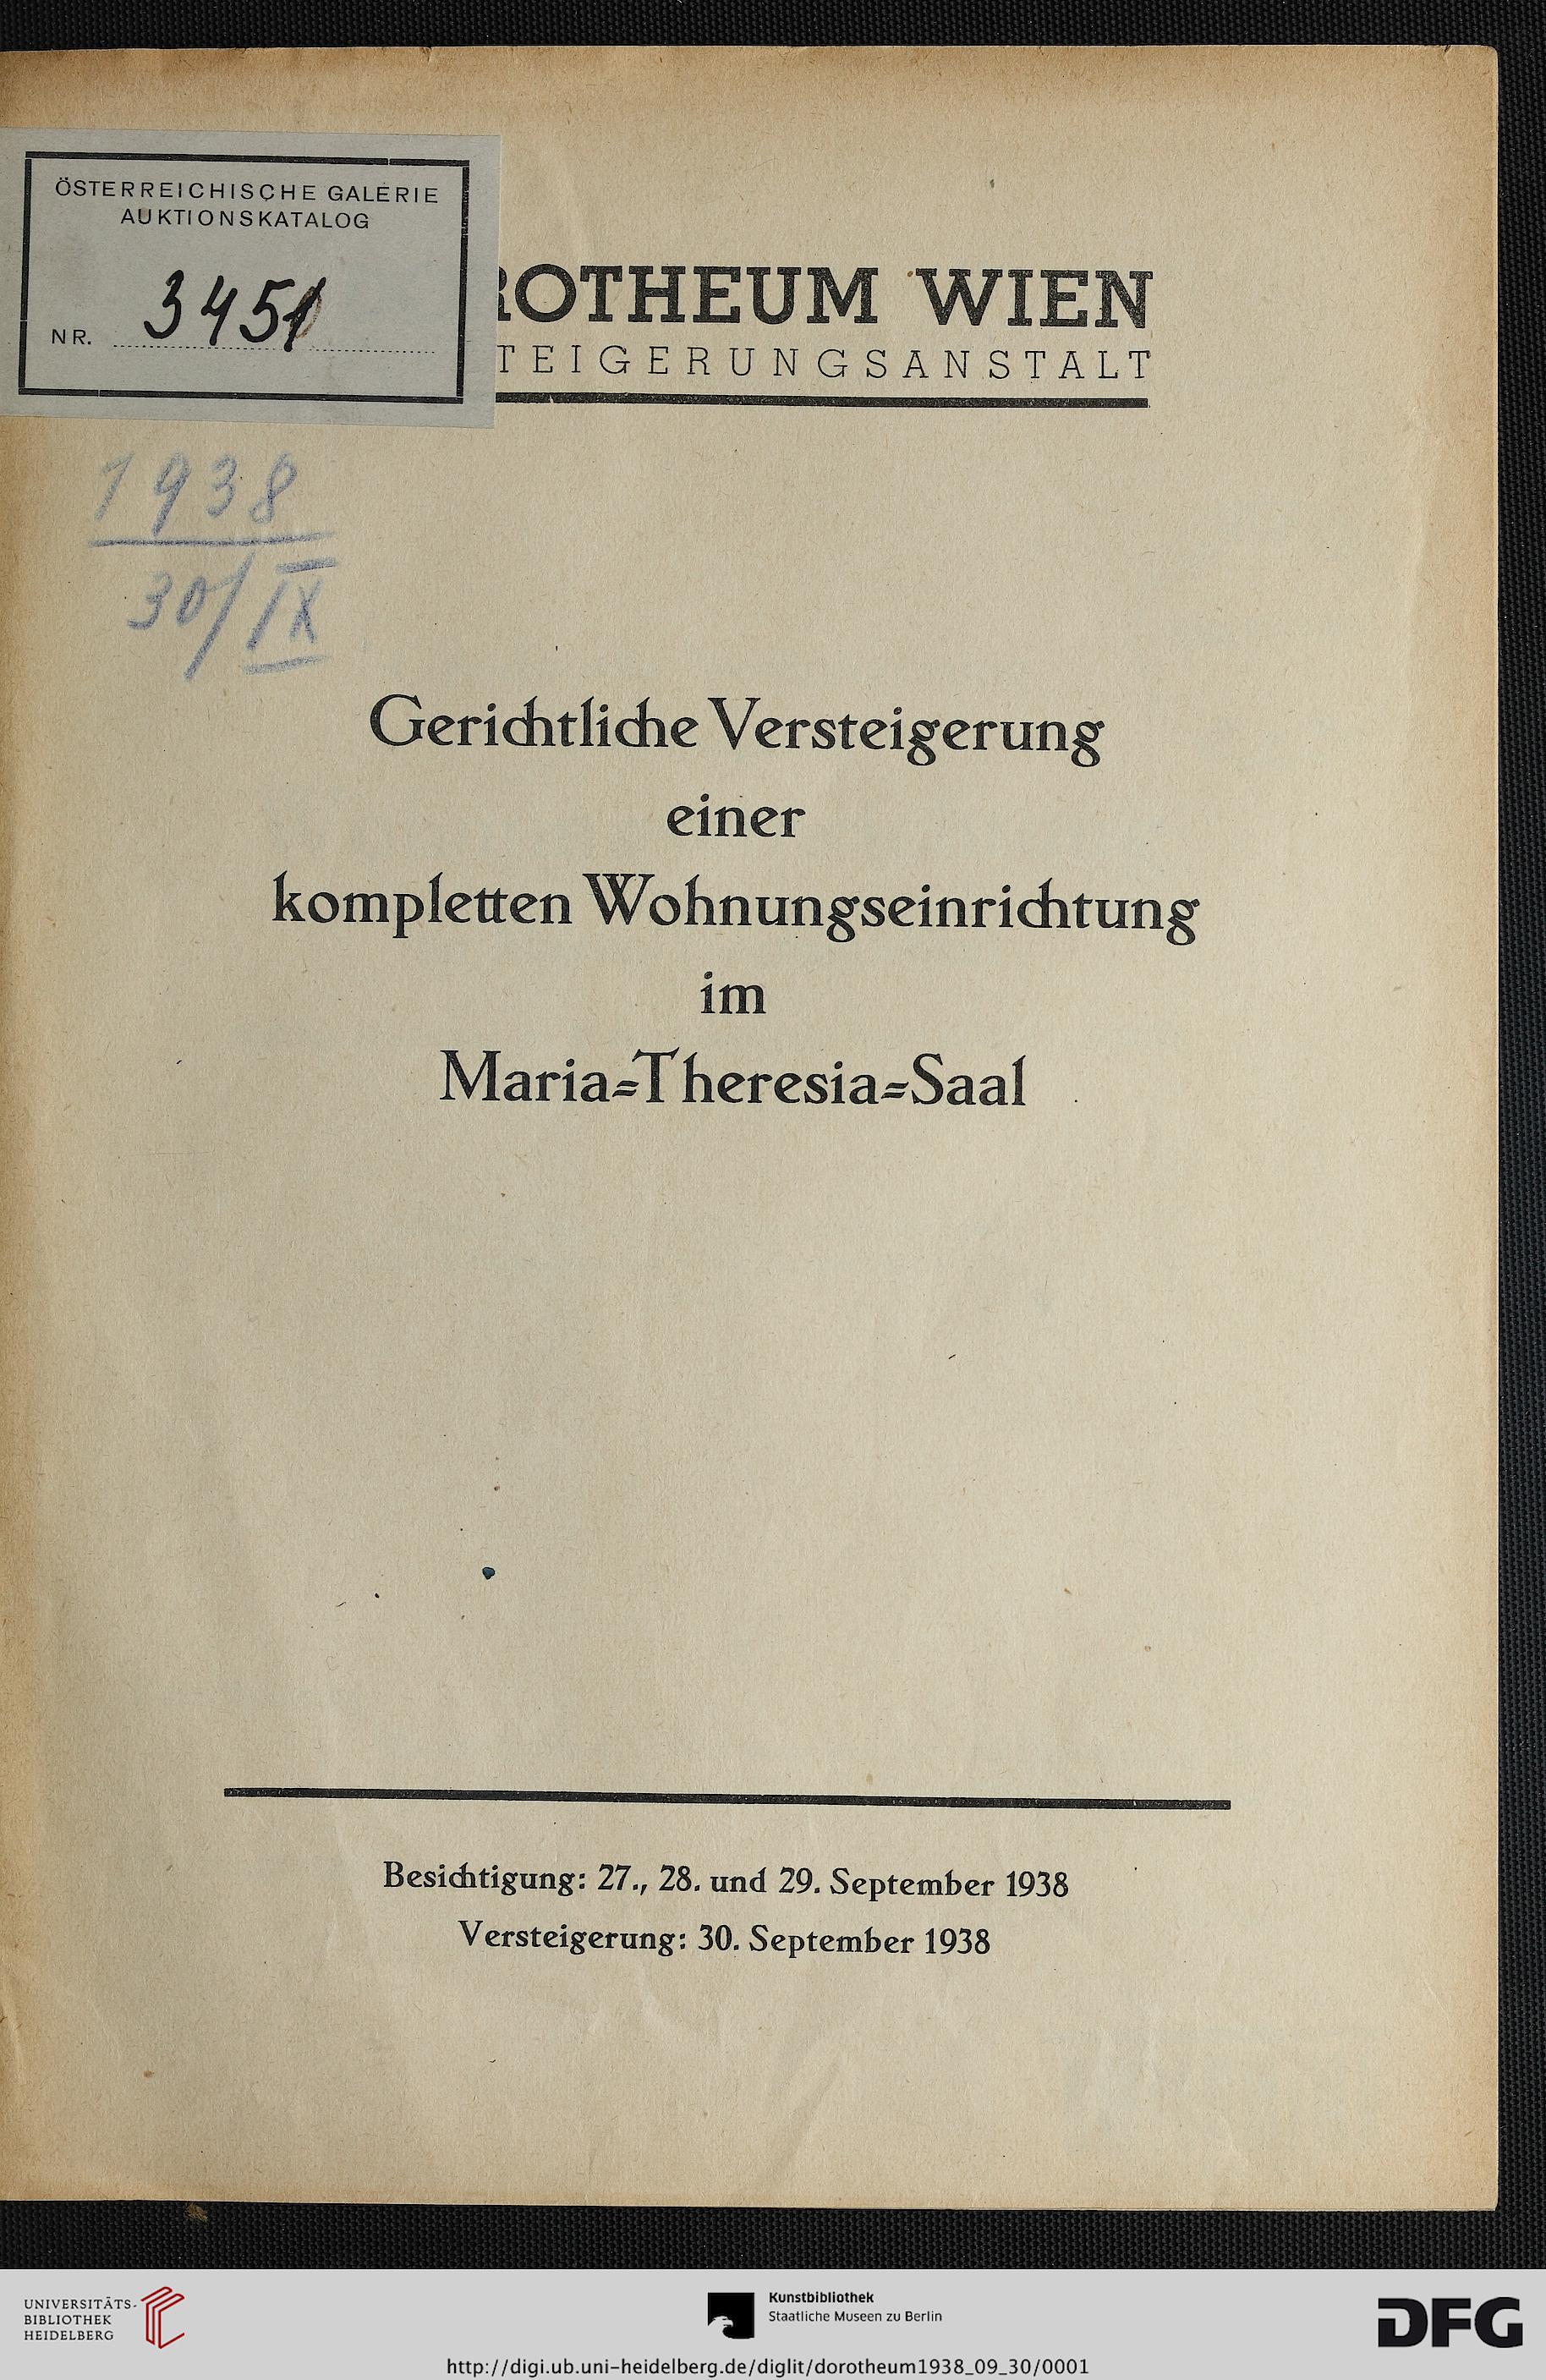 ÖSTERREICHISCHE GALERIE
AUKTIONSKATALOG
NR. 3451
ROTHEUM WIEN
TEIGERUNGSANSTALT
1938
30/IX
Gerichtliche Versteigerung
einer
kompletten Wohnungseinrichtung
im
Maria=Theresia=Saal
Besichtigung: 27., 28. und 29. September 1938
Versteigerung: 30. September 1938
UNIVERSITÄTS-
BIBLIOTHEK
HEIDELBERG
Kunstbibliothek
Staatliche Museen zu Berlin
DFG
http://digi.ub.uni-heidelberg.de/diglit/dorotheum1938_09_30/0001